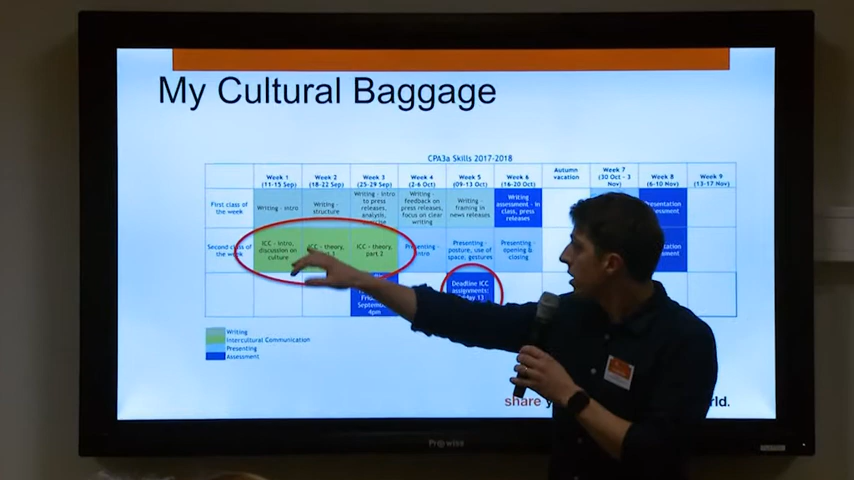 My Cultural Baggage
CPA3a Skills 2017-2018
Week 1
(11-15 Sep)
Week 2
(18-22 Sep)
Week 3
(25-29 Sep)
Week 4
(2-6 Oct)
Week 5
(09-13 Oct)
Week 6
(16-20 Oct)
Autumn
vacation
Week 7
(30 Oct - 3
Nov)
Week 8
(6-10 Nov)
Week 9
(13-17 Nov)
First class of
the week
Writing - intro
Writing -
structure
Writing - intro
to press
releases,
analysis,
Writing -
feedback on
press releases,
focus on clear
writing
Writing -
framing in
news releases
Writing
assessment - in
class, press
releases
Second class of
the week
ICC - intro,
discussion on
culture
ICC - theory,
ICC - theory,
part 2
Presenting -
Presenting -
posture, use of
space, gestures
Presenting -
opening &
closing
September
4pm
Deadline ICC
assignments:
13
Writing
Intercultural Communication
Presenting
Assessment
share
Prowise